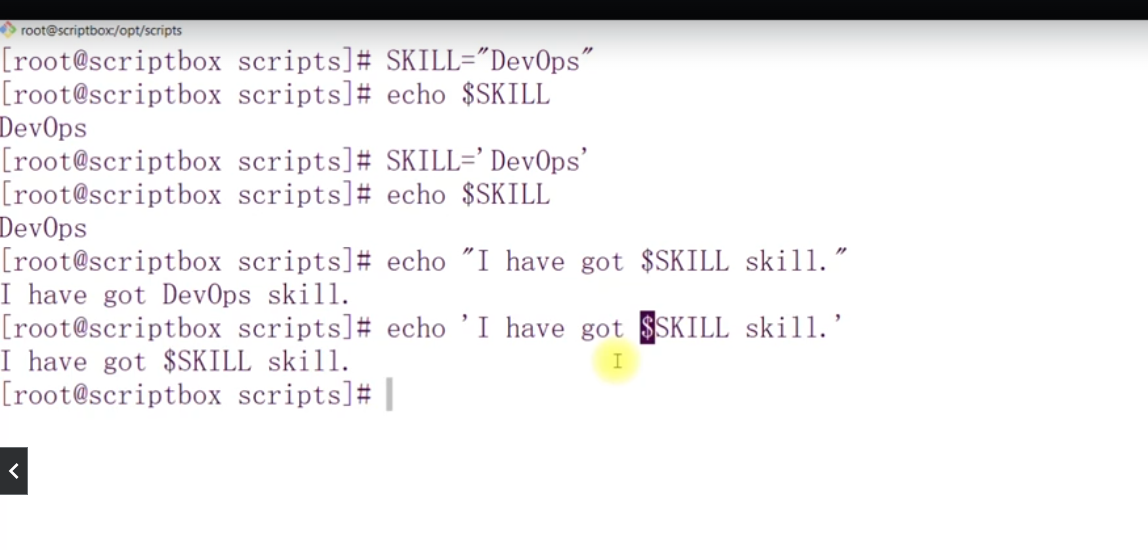 root@scriptbox:/opt/scripts
[root@scriptbox scripts]# SKILL="DevOps"
[root@scriptbox scripts]# echo $SKILL
DevOps
[root@scriptbox scripts]# SKILL='DevOps'
[root@scriptbox scripts]# echo $SKILL
DevOps
[root@scriptbox scripts]# echo "I have got $SKILL skill."
I have got DevOps skill.
[root@scriptbox scripts]# echo 'I have got $SKILL skill.'
I have got $SKILL skill.
[root@scriptbox scripts]#